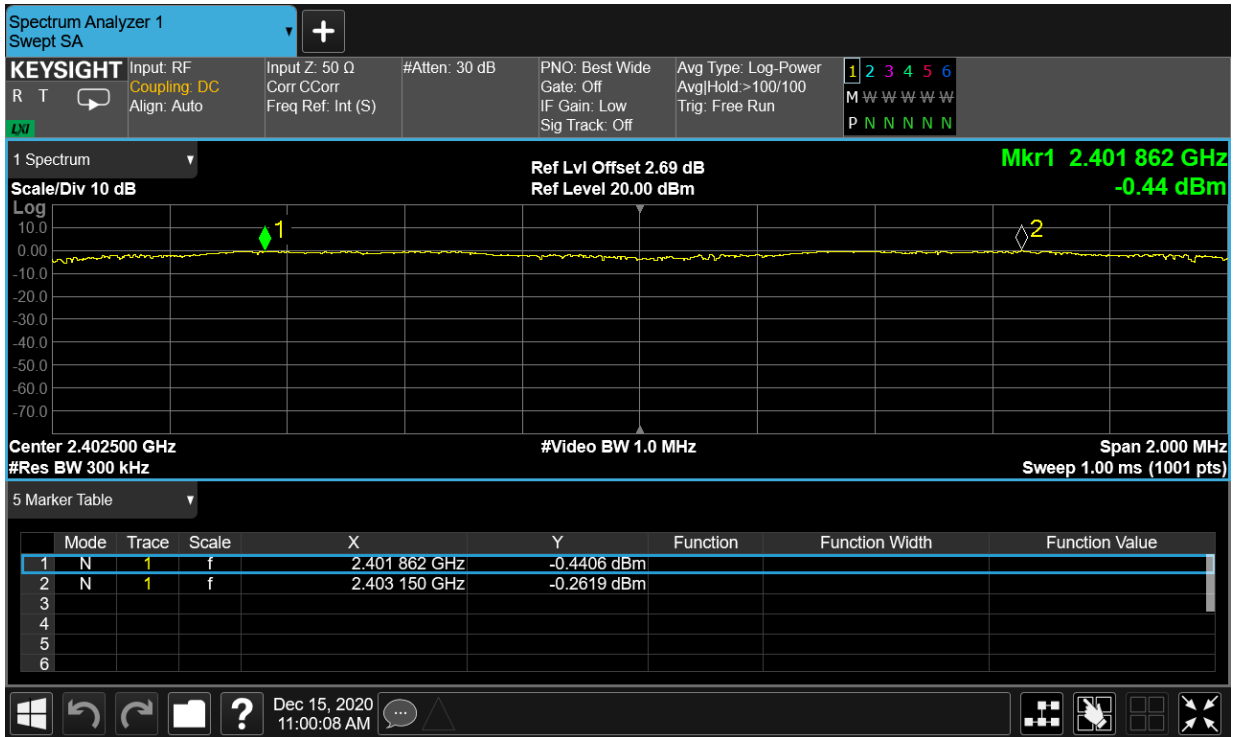 Spectrum Analyzer 1
Swept SA
KEYSIGHT
R T
LXI
Input: RF
Coupling: DC
Align: Auto
Input Z: 50 Ω
Corr CCorr
Freq Ref: Int (S)
#Atten: 30 dB
PNO: Best Wide
Gate: Off
IF Gain: Low
Sig Track: Off
Avg Type: Log-Power
Avg|Hold:>100/100
Trig: Free Run
1 2 3 4 5 6
M W W W W W
P N N N N N
1 Spectrum
Scale/Div 10 dB
Ref Lvl Offset 2.69 dB
Ref Level 20.00 dBm
Mkr1 2.401 862 GHz
-0.44 dBm
Log
10.0
0.00
-10.0
-20.0
-30.0
-40.0
-50.0
-60.0
-70.0
1
2
Center 2.402500 GHz
#Res BW 300 kHz
#Video BW 1.0 MHz
Span 2.000 MHz
Sweep 1.00 ms (1001 pts)
5 Marker Table
Mode Trace Scale X Y Function Function Width Function Value
1 N 1 f 2.401 862 GHz -0.4406 dBm
2 N 1 f 2.403 150 GHz -0.2619 dBm
3
4
5
6
?
Dec 15, 2020
11:00:08 AM